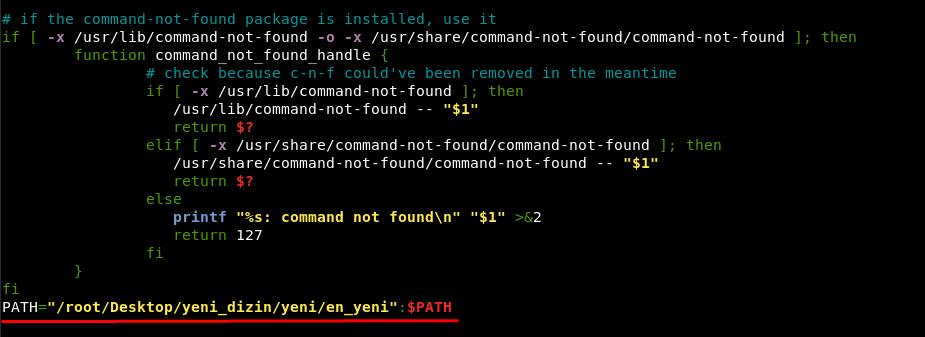 # if the command-not-found package is installed, use it
if [ -x /usr/lib/command-not-found -o -x /usr/share/command-not-found/command-not-found ]; then
        function command_not_found_handle {
                # check because c-n-f could've been removed in the meantime
                if [ -x /usr/lib/command-not-found ]; then
                   /usr/lib/command-not-found -- "$1"
                   return $?
                elif [ -x /usr/share/command-not-found/command-not-found ]; then
                   /usr/share/command-not-found/command-not-found -- "$1"
                   return $?
                else
                   printf "%s: command not found\n" "$1" >&2
                   return 127
                fi
        }
fi
PATH="/root/Desktop/yeni_dizin/yeni/en_yeni":$PATH